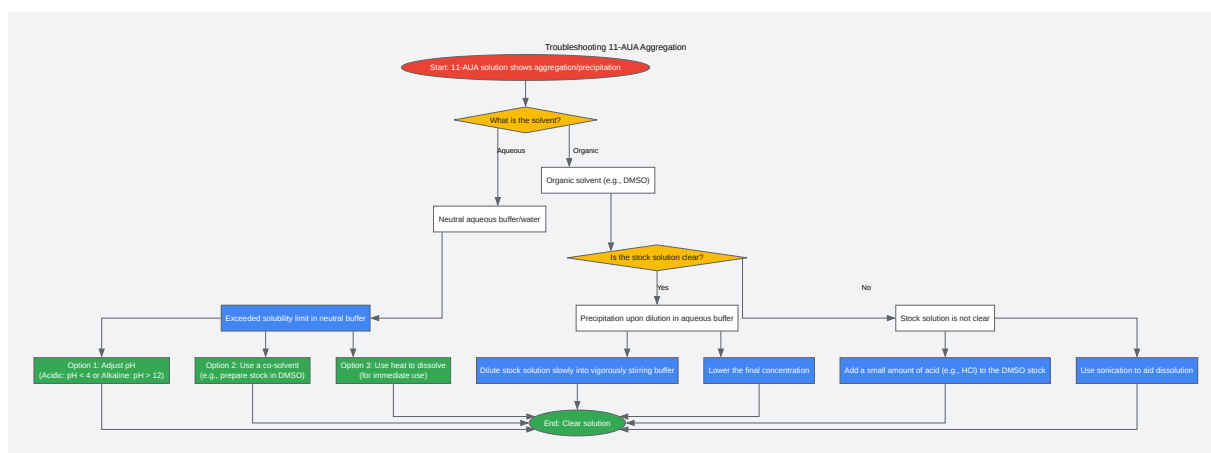 Troubleshooting 11-AUA Aggregation
Start: 11-AUA solution shows aggregation/precipitation
What is the solvent?
Aqueous
Organic
Organic solvent (e.g., DMSO)
Neutral aqueous buffer/water
Is the stock solution clear?
Yes
No
Exceeded solubility limit in neutral buffer
Precipitation upon dilution in aqueous buffer
Stock solution is not clear
Option 1: Adjust pH
(Acidic: pH < 4 or Alkaline: pH > 12)
Option 2: Use a co-solvent
(e.g., prepare stock in DMSO)
Option 3: Use heat to dissolve
(for immediate use)
Dilute stock solution slowly into vigorously stirring buffer
Lower the final concentration
Add a small amount of acid (e.g., HCl) to the DMSO stock
Use sonication to aid dissolution
End: Clear solution